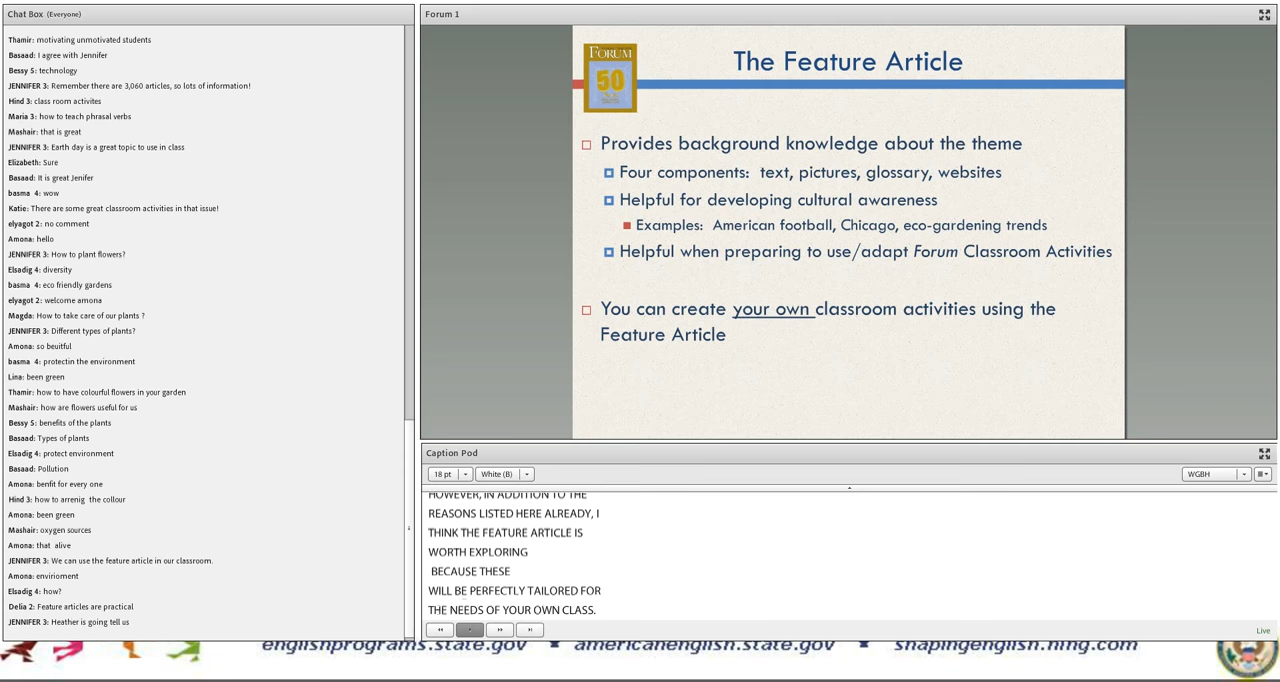 Chat Box (Everyone)
Thamir: motivating unmotivated students
Basaad: I agree with Jennifer
Bessy 5: technology
JENNIFER 3: Remember there are 3,060 articles, so lots of information!
Hind 3: class room activites
Maria 3: how to teach phrasal verbs
Mashair: that is great
JENNIFER 3: Earth day is a great topic to use in class
Elizabeth: Sure
Basaad: It is great Jenifer
basma 4: wow
Katie: There are some great classroom activities in that issue!
elyagot 2: no comment
Amona: hello
JENNIFER 3: How to plant flowers?
Elsadig 4: diversity
basma 4: eco friendly gardens
elyagot 2: welcome amona
Magda: How to take care of our plants ?
JENNIFER 3: Different types of plants?
Amona: so beuitful
basma 4: protectin the environment
Lina: been green
Thamir: how to have colourful flowers in your garden
Mashair: how are flowers useful for us
Bessy 5: benefits of the plants
Basaad: Types of plants
Elsadig 4: protect environment
Basaad: Pollution
Amona: benfit for every one
Hind 3: how to arrenig the collour
Amona: been green
Mashair: oxygen sources
Amona: that alive
JENNIFER 3: We can use the feature article in our classroom.
Amona: envirioment
Elsadig 4: how?
Delia 2: Feature articles are practical
JENNIFER 3: Heather is going tell us
Forum 1
FORUM
50
The Feature Article
Provides background knowledge about the theme
Four components: text, pictures, glossary, websites
Helpful for developing cultural awareness
Examples: American football, Chicago, eco-gardening trends
Helpful when preparing to use/adapt Forum Classroom Activities
You can create your own classroom activities using the
Feature Article
Caption Pod
18 pt White (B) WGBH
HOWEVER, IN ADDITION TO THE
REASONS LISTED HERE ALREADY, I
THINK THE FEATURE ARTICLE IS
WORTH EXPLORING
BECAUSE THESE
WILL BE PERFECTLY TAILORED FOR
THE NEEDS OF YOUR OWN CLASS.
Live
englishprograms.state.gov americanenglish.state.gov shapingenglish.ning.com